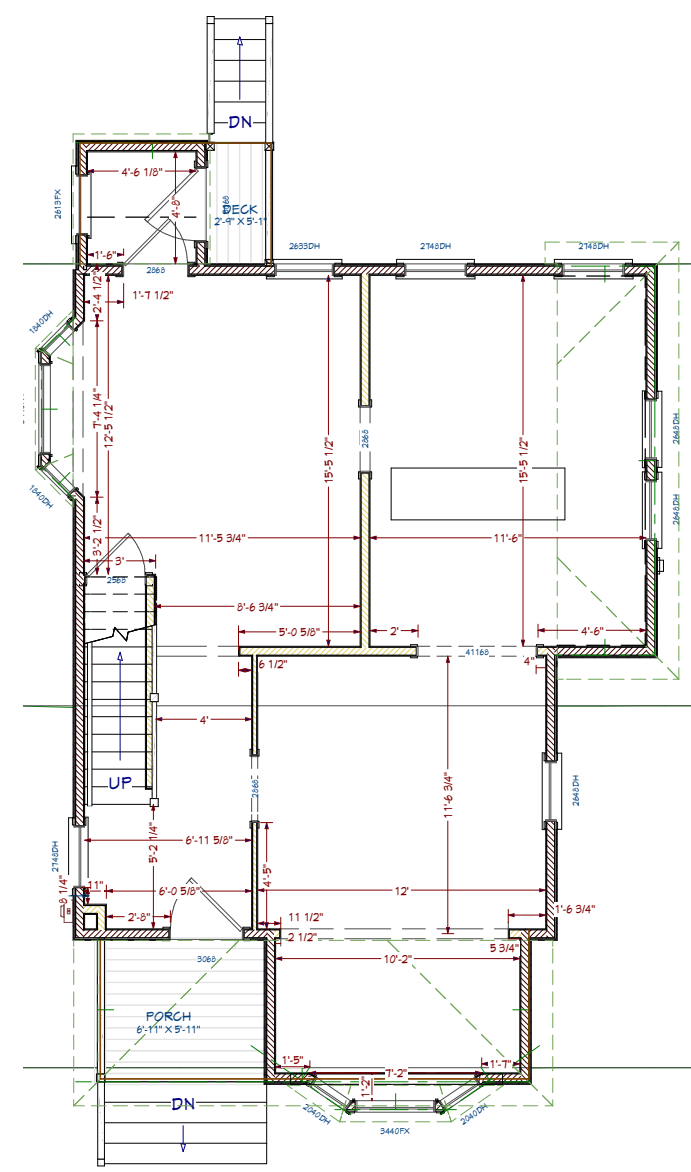 DN
4'-6 1/8"
2613FX
4'-8"
DECK
2'-9" X 5'-1"
1'-6"
2868
2633DH
2748DH
2748DH
2'-4 1/2"
1'-7 1/2"
1840DH
7'-4 1/4"
12'-5 1/2"
15'-5 1/2"
2868
15'-5 1/2"
2648DH
2648DH
1840DH
3'-2 1/2"
11'-5 3/4"
11'-6"
3'
2568
8'-6 3/4"
5'-0 5/8"
2'
4'-6"
6 1/2"
41168
4"
4'
UP
2868
11'-6 3/4"
2648DH
5'-2 1/4"
6'-11 5/8"
4'-5"
2748DH
8 1/4"
11"
6'-0 5/8"
12'
2'-8"
11 1/2"
1'-6 3/4"
2 1/2"
5 3/4"
3068
10'-2"
PORCH
6'-11" X 5'-11"
1'-5"
7'-2"
1'-7"
1'-2"
DN
2040DH
3440FX
2040DH